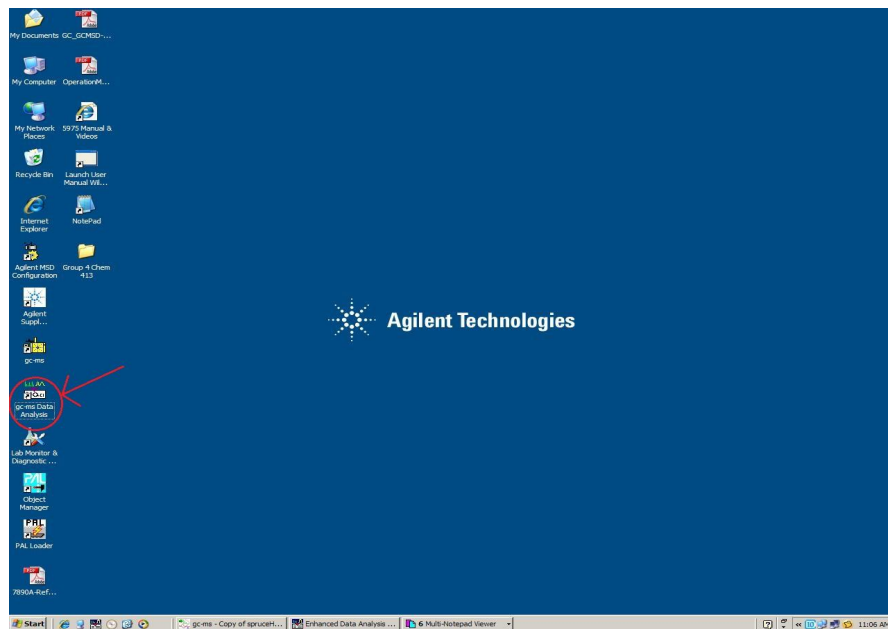 My Documents
GC_GCMSD-...
My Computer
OperationM...
My Network
Places
5975 Manual &
Videos
Recycle Bin
Launch User
Manual Wil...
Internet
Explorer
NotePad
Agilent MSD
Configuration
Group 4 Chem
413
Agilent
Suppl...
gc-ms
gc-ms Data
Analysis
Lab Monitor &
Diagnostic ...
PAL
Object
Manager
PAL
PAL Loader
7890A-Ref...
Agilent Technologies
Start
gc-ms - Copy of spruceH...
Enhanced Data Analysis ...
6 Multi-Notepad Viewer
11:06 AM